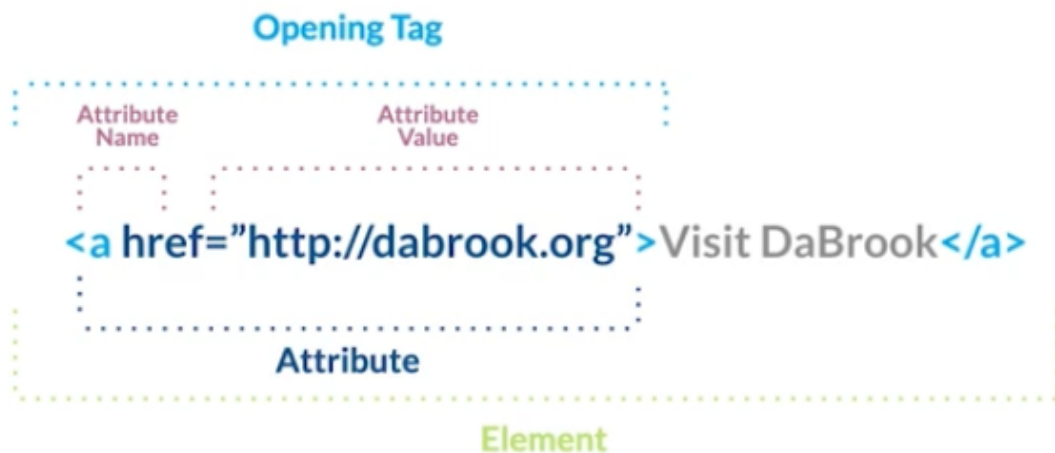 Opening Tag
Attribute
Name
Attribute
Value
<a href=”http://dabrook.org”>Visit DaBrook</a>
Attribute
Element